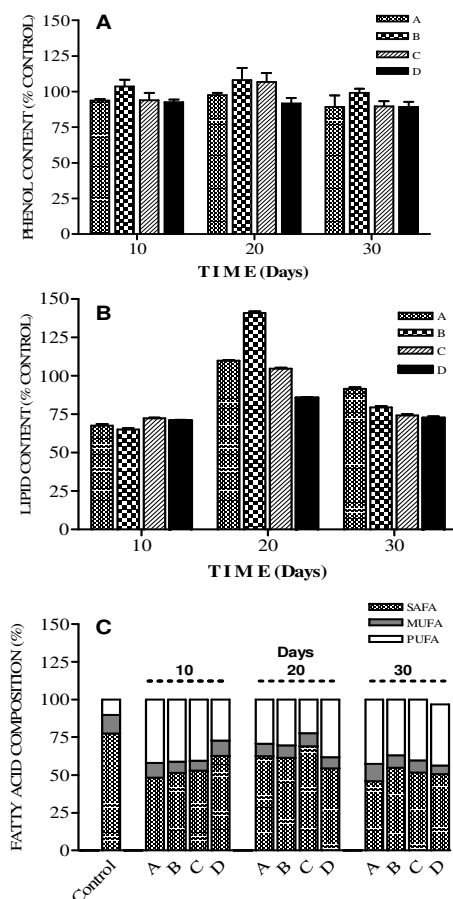 A
PHENOL CONTENT (% CONTROL)
150
125
100
75
50
25
0
A
B
C
D
10 20 30
TIME (Days)
B
LIPID CONTENT (% CONTROL)
150
125
100
75
50
25
0
A
B
C
D
10 20 30
TIME (Days)
C
FATTY ACID COMPOSITION (%)
150
125
100
75
50
25
0
SAFA
MUFA
PUFA
Days
10 20 30
Control A B C D A B C D A B C D